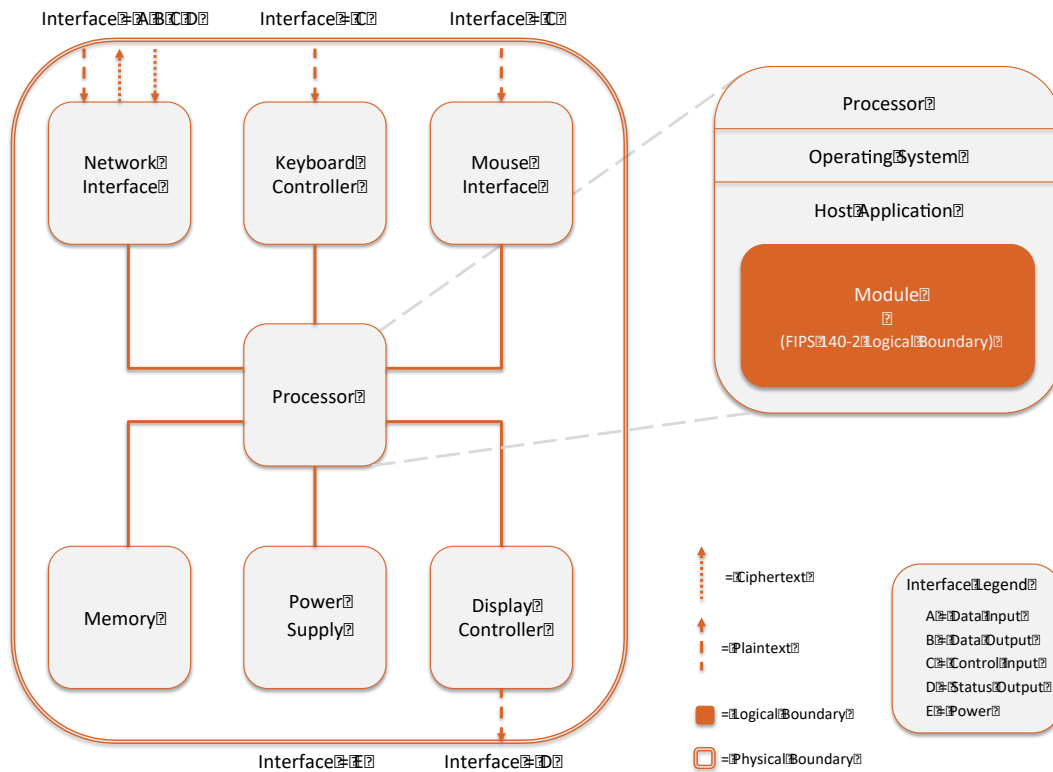 Interface = A B C D
Interface = C
Interface = C
Network
Interface
Keyboard
Controller
Mouse
Interface
Processor
Memory
Power
Supply
Display
Controller
Interface = E
Interface = D
Processor
Operating System
Host Application
Module
(FIPS 140-2 Logical Boundary)
= Ciphertext
= Plaintext
= Logical Boundary
= Physical Boundary
Interface Legend
A = Data Input
B = Data Output
C = Control Input
D = Status Output
E = Power